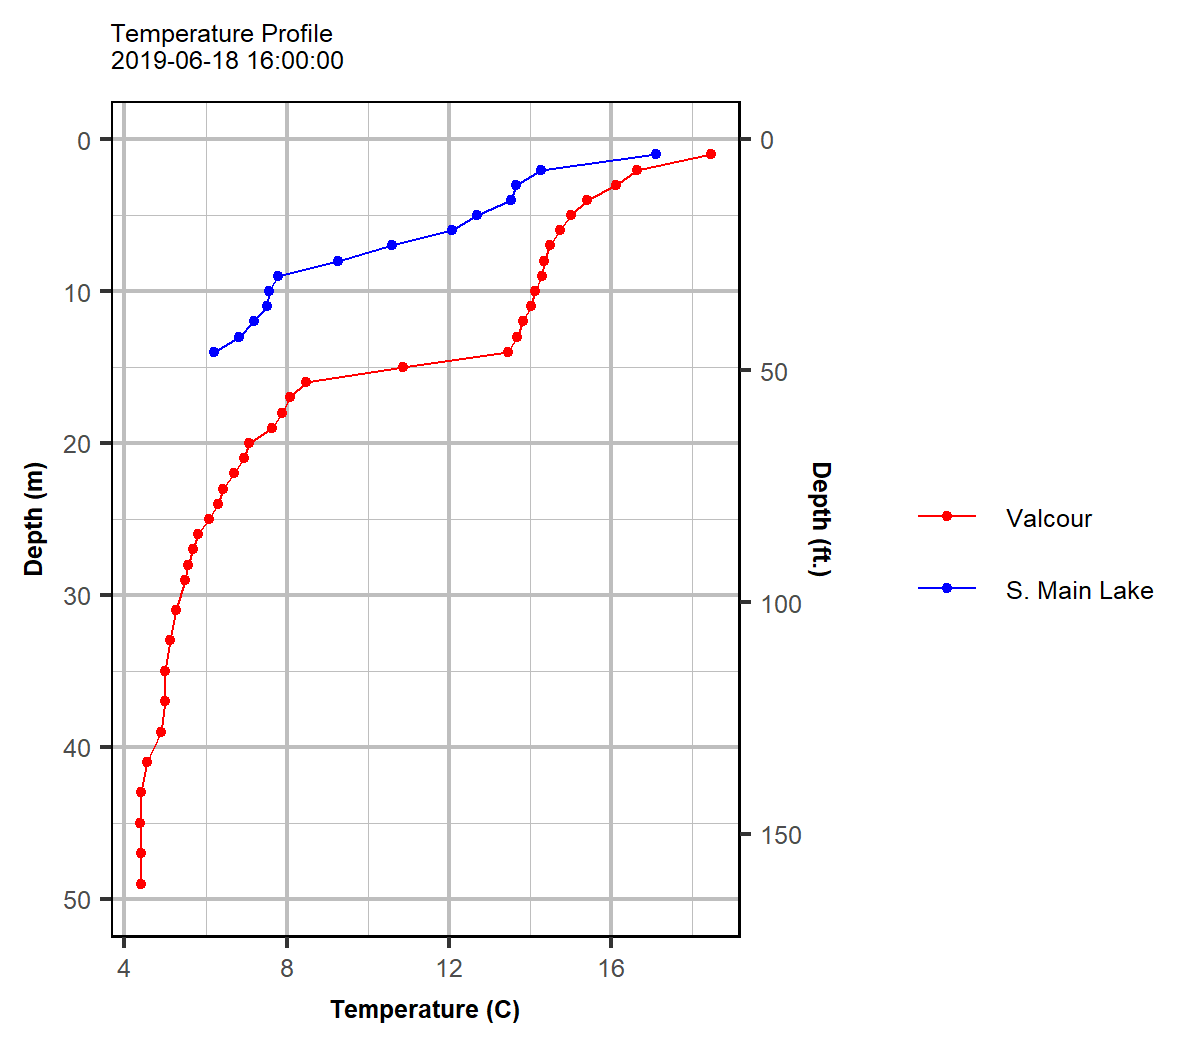 Temperature Profile
2019-06-18 16:00:00
0
10
20
30
40
50
Depth (m)
4
8
12
16
Temperature (C)
0
50
100
150
Depth (ft.)
Valcour
S. Main Lake